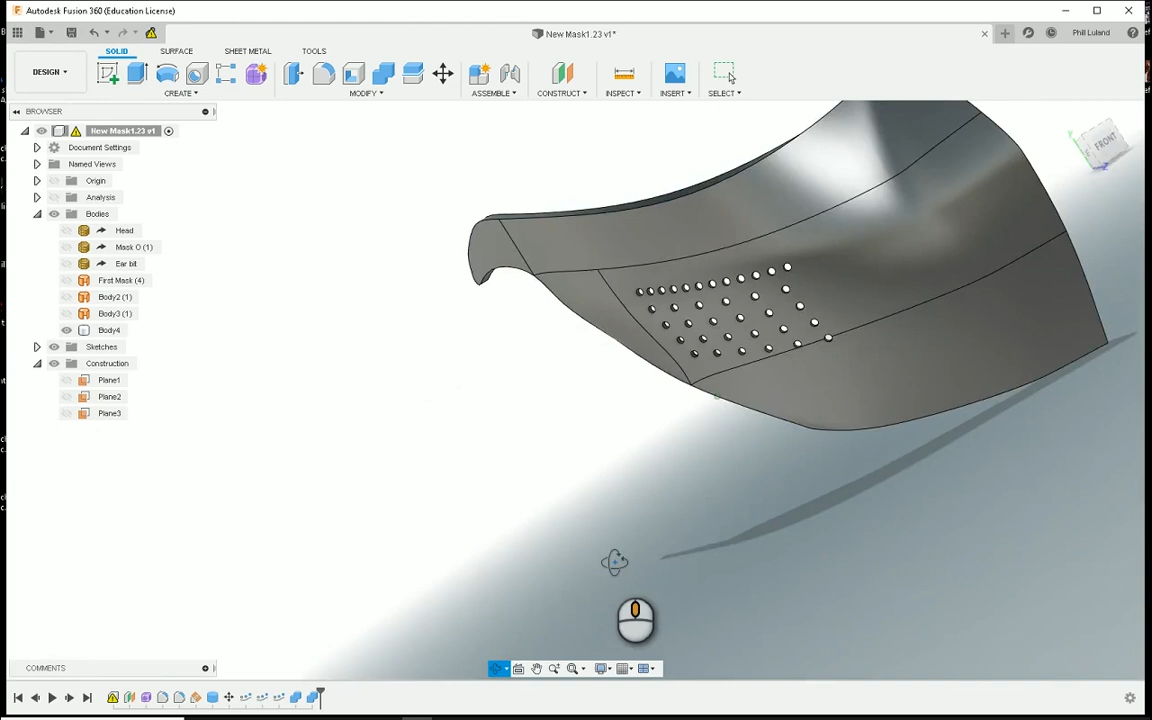 Autodesk Fusion 360 (Education License)
New Mask1.23 v1*
Phill Luland
SOLID SURFACE SHEET METAL TOOLS
DESIGN
CREATE MODIFY ASSEMBLE CONSTRUCT INSPECT INSERT SELECT
BROWSER
FRONT
New Mask1.23 v1
Document Settings
Named Views
Origin
Analysis
Bodies
Head
Mask O (1)
Ear bit
First Mask (4)
Body2 (1)
Body3 (1)
Body4
Sketches
Construction
Plane1
Plane2
Plane3
COMMENTS